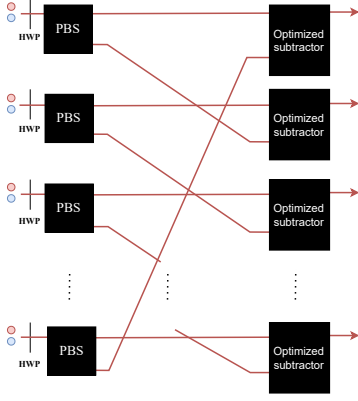 PBS
Optimized
subtractor
HWP
PBS
Optimized
subtractor
HWP
PBS
Optimized
subtractor
HWP
PBS
Optimized
subtractor
HWP